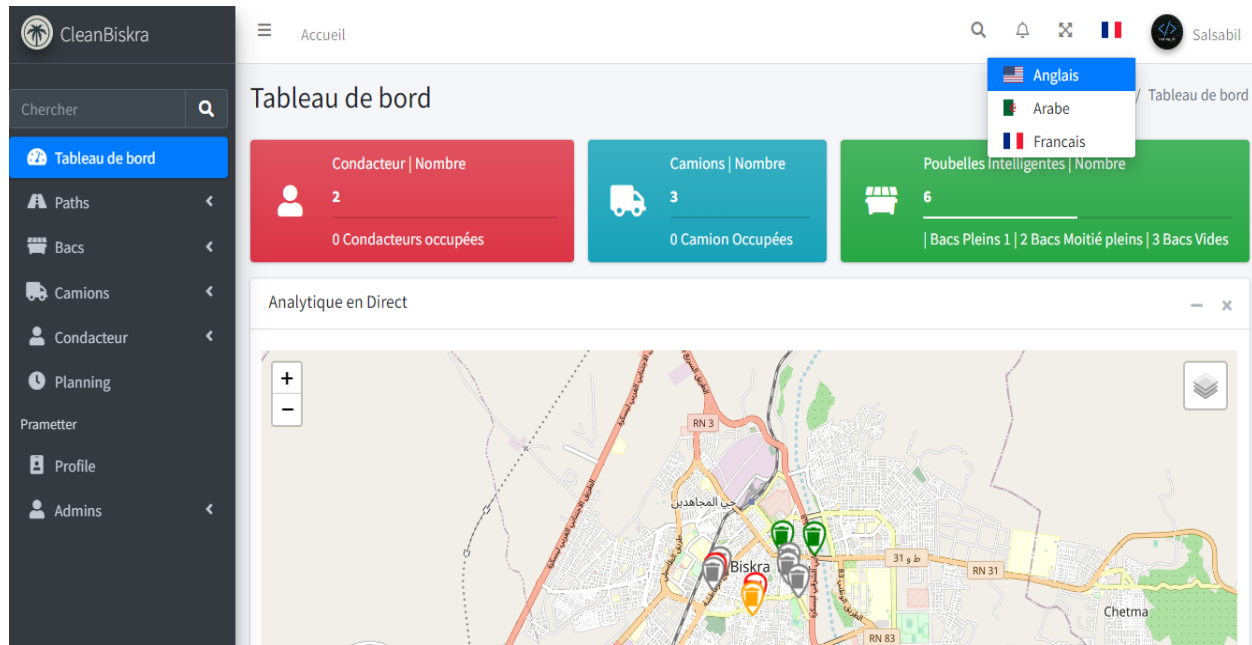 CleanBiskra
Accueil
Salsabil
Anglais
Arabe
Francais
Chercher
Tableau de bord
/ Tableau de bord
Tableau de bord
Paths
Bacs
Camions
Condacteur
Planning
Prametter
Profile
Admins
Condacteur | Nombre
2
0 Condacteurs occupées
Camions | Nombre
3
0 Camion Occupées
Poubelles Intelligentes | Nombre
6
| Bacs Pleins 1 | 2 Bacs Moitié pleins | 3 Bacs Vides
Analytique en Direct
+
−
RN 3
حي المجاهدين
Biskra
ط و 31
RN 31
Chetma
RN 83